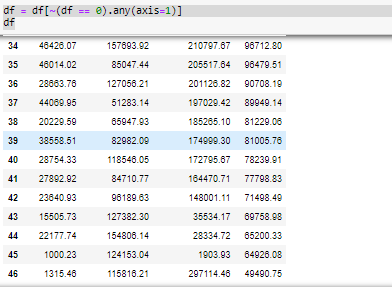 df = df[~(df == 0).any(axis=1)]
df
34 46426.07 157693.92 210797.67 96712.80
35 46014.02 85047.44 205517.64 96479.51
36 28663.76 127056.21 201126.82 90708.19
37 44069.95 51283.14 197029.42 89949.14
38 20229.59 65947.93 185265.10 81229.06
39 38558.51 82982.09 174999.30 81005.76
40 28754.33 118546.05 172795.67 78239.91
41 27892.92 84710.77 164470.71 77798.83
42 23640.93 96189.63 148001.11 71498.49
43 15505.73 127382.30 35534.17 69758.98
44 22177.74 154806.14 28334.72 65200.33
45 1000.23 124153.04 1903.93 64926.08
46 1315.46 115816.21 297114.46 49490.75